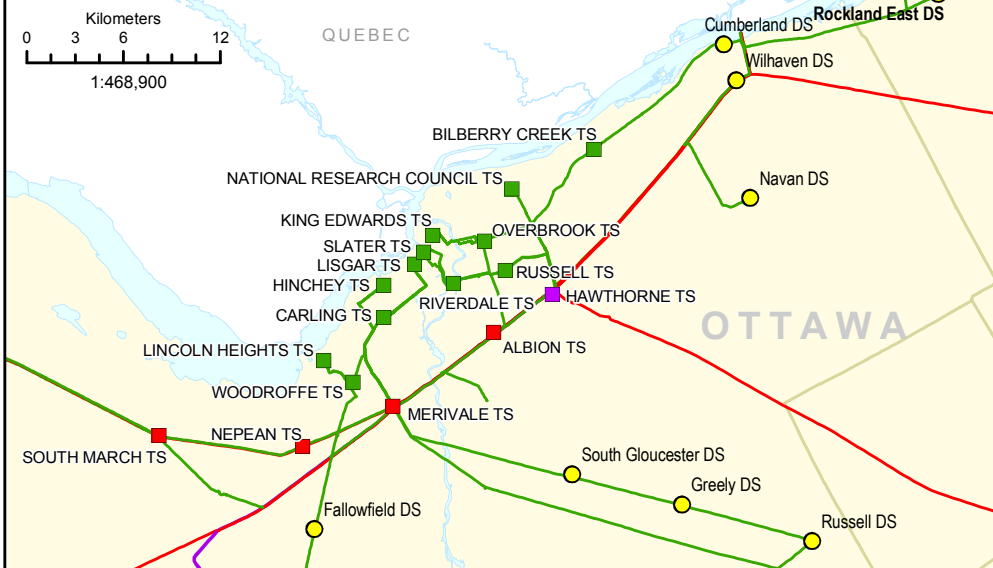 Kilometers
0 3 6 12
1:468,900
QUEBEC
Cumberland DS
Rockland East DS
Wilhaven DS
BILBERRY CREEK TS
NATIONAL RESEARCH COUNCIL TS
Navan DS
KING EDWARDS TS
OVERBROOK TS
SLATER TS
LISGAR TS
RUSSELL TS
HINCHEY TS
RIVERDALE TS
HAWTHORNE TS
CARLING TS
OTTAWA
ALBION TS
LINCOLN HEIGHTS TS
WOODROFFE TS
MERIVALE TS
NEPEAN TS
SOUTH MARCH TS
South Gloucester DS
Greely DS
Fallowfield DS
Russell DS